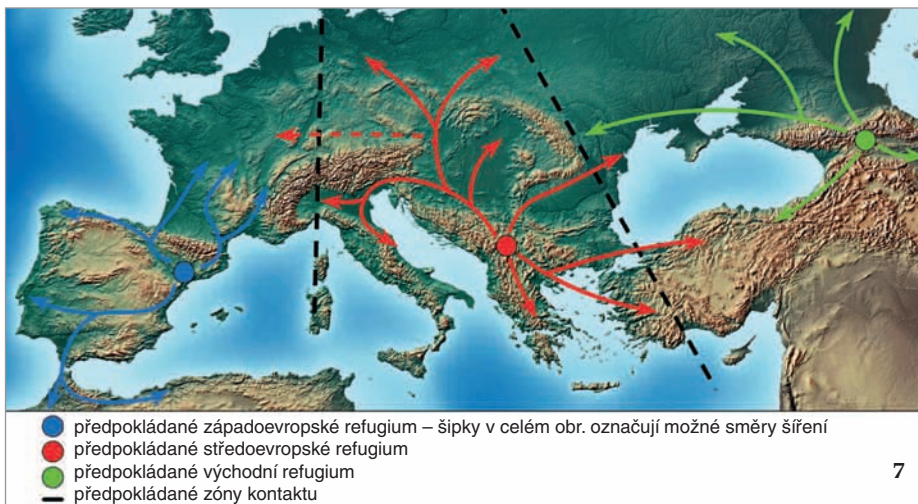 předpokládané západoevropské refugium – šipky v celém obr. označují možné směry šíření
předpokládané středoevropské refugium
předpokládané východní refugium
předpokládané zóny kontaktu
7